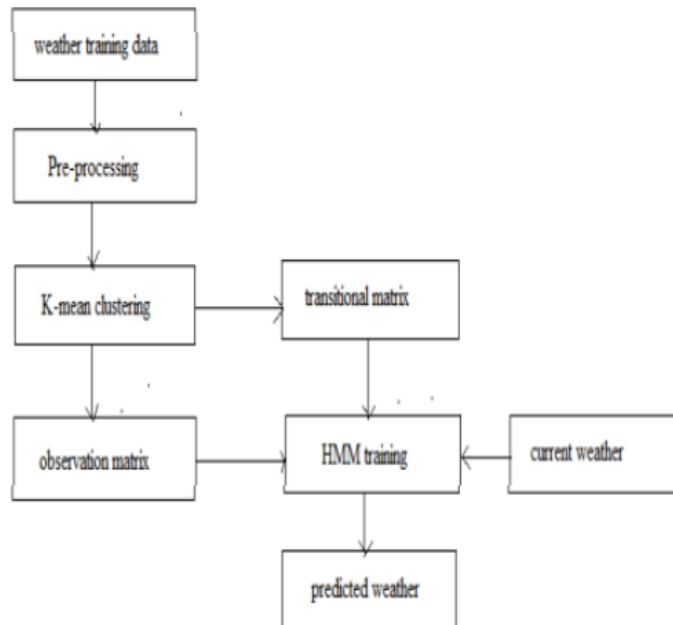 weather training data
Pre-processing
K-mean clustering
transitional matrix
observation matrix
HMM training
current weather
predicted weather